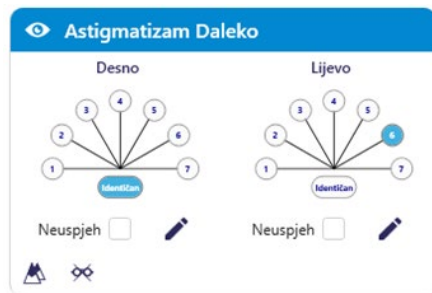 Astigmatizam Daleko
Desno
Lijevo
4
3
5
2
6
1
7
Identičan
4
3
5
2
6
1
7
Identičan
Neuspjeh
Neuspjeh